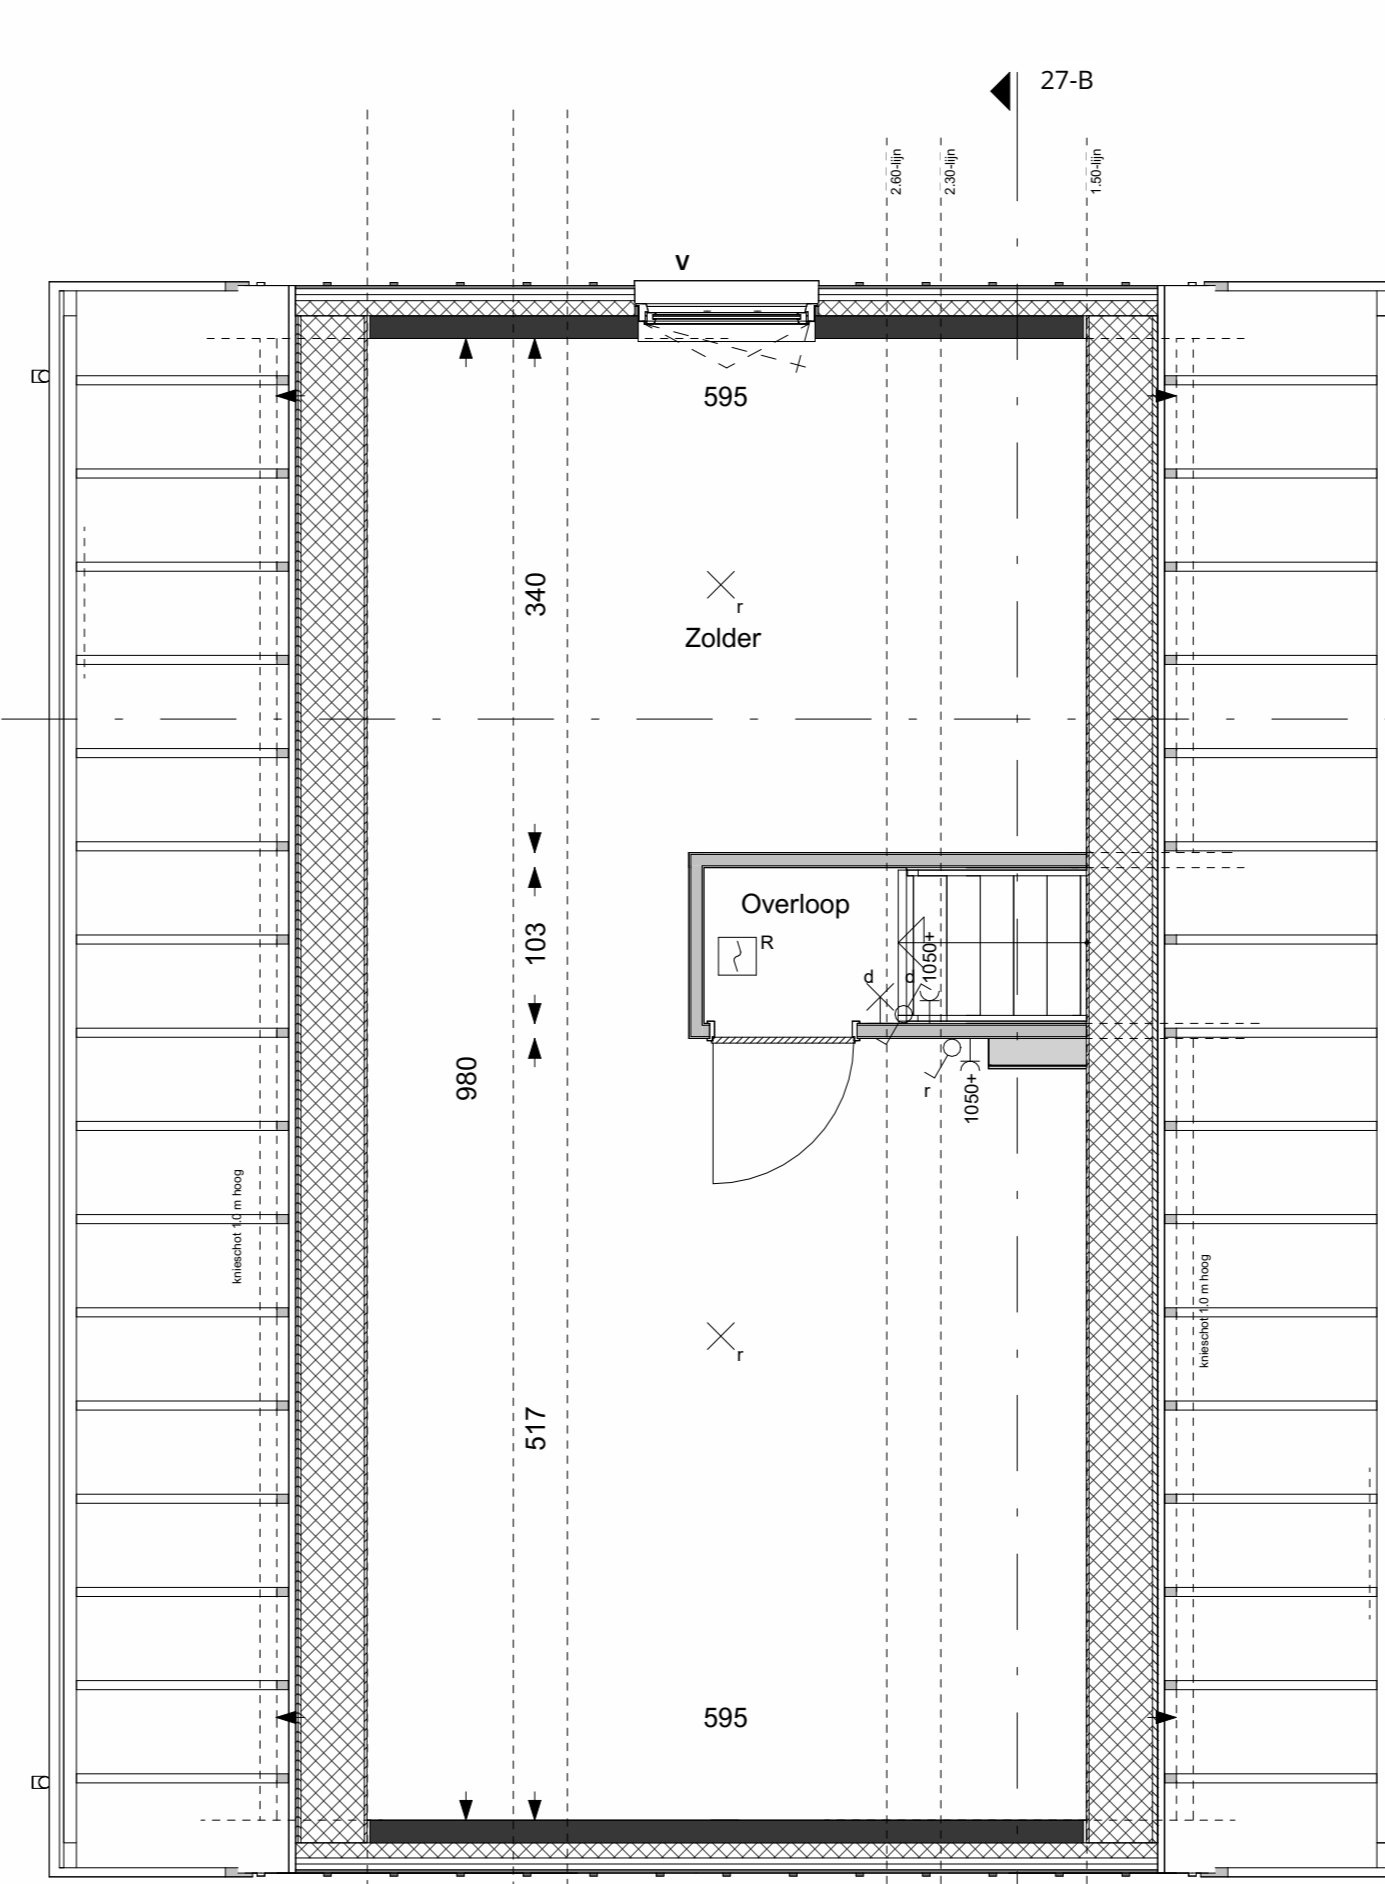 27-B
2.60-lijn
2.30-lijn
1.50-lijn
V
595
340
r
Zolder
Overloop
R
103
d
d
1050+
980
r
1050+
knieschot 1.0 m hoog
knieschot 1.0 m hoog
r
517
595